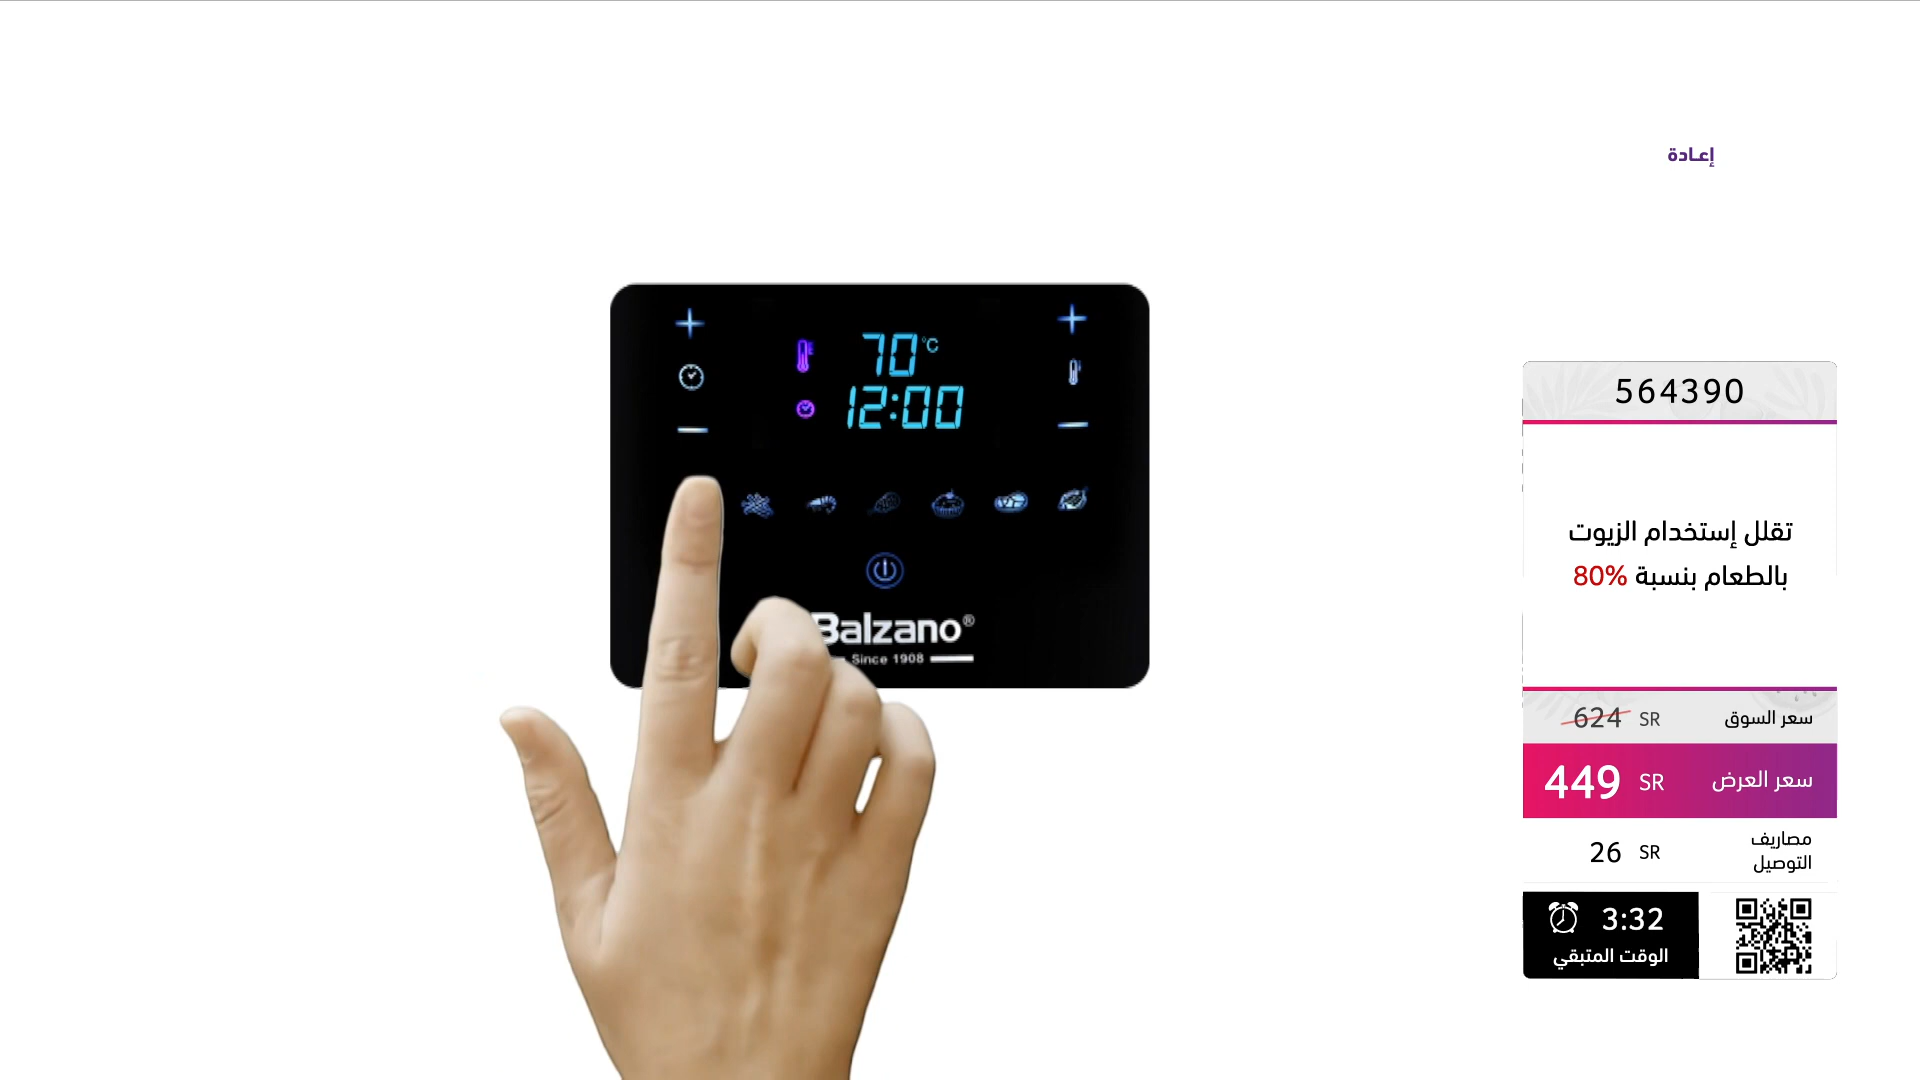 إعـادة
70°C
12:00
Balzano®
Since 1908
564390
تقلل إستخدام الزيوت
بالطعام بنسبة 80%
سعر السوق SR 624
سعر العرض SR 449
مصاريف
التوصيل
SR 26
3:32
الوقت المتبقي